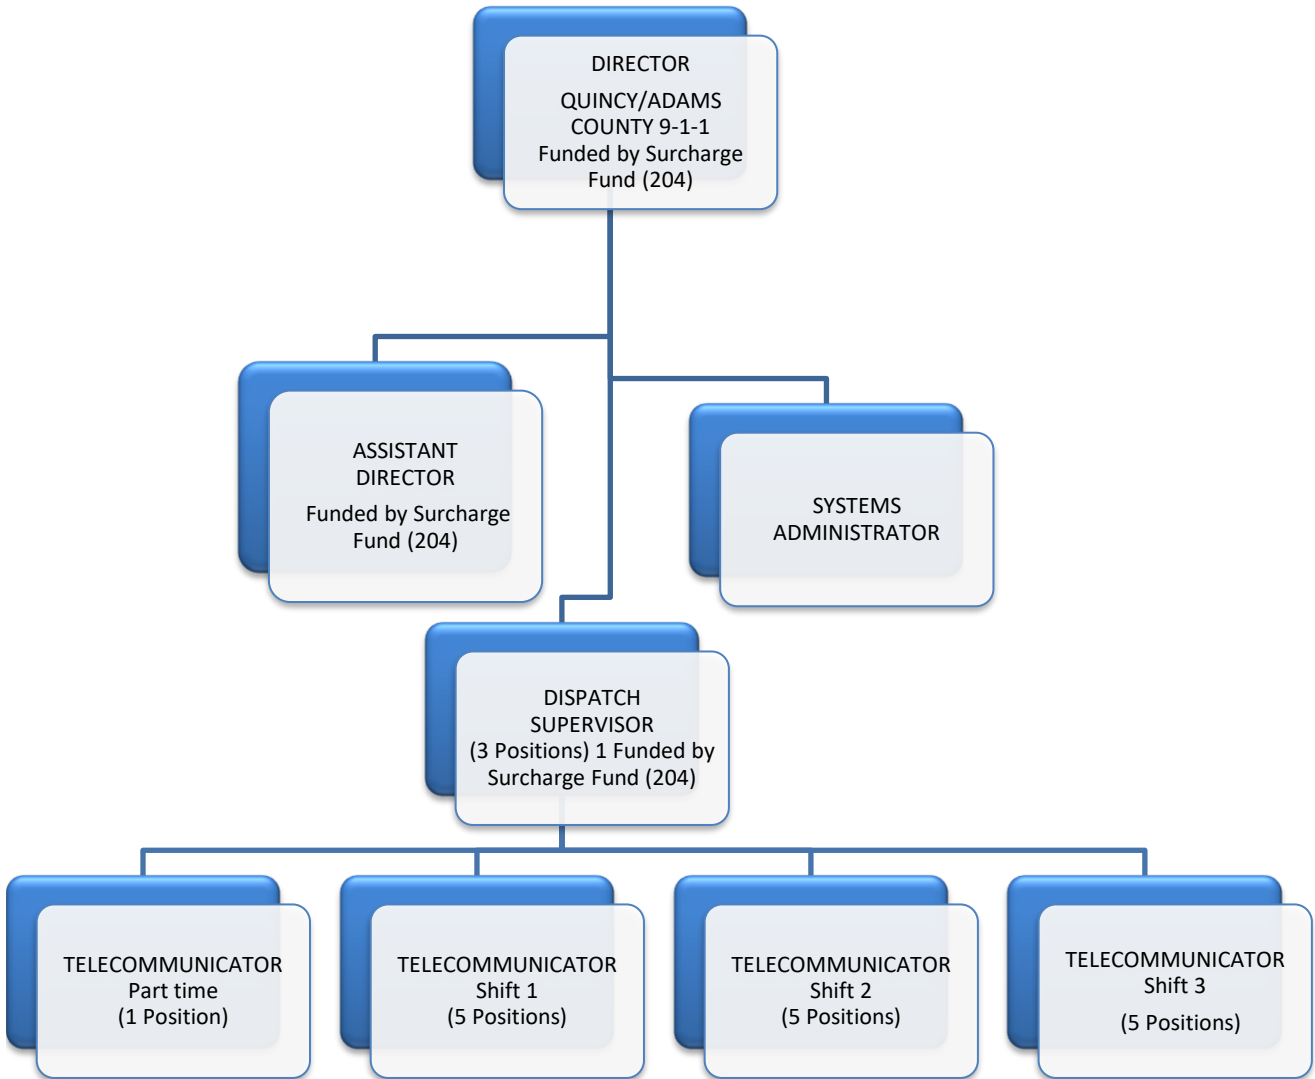 DIRECTOR
QUINCY/ADAMS
COUNTY 9-1-1
Funded by Surcharge
Fund (204)
ASSISTANT
DIRECTOR
Funded by Surcharge
Fund (204)
SYSTEMS
ADMINISTRATOR
DISPATCH
SUPERVISOR
(3 Positions) 1 Funded by
Surcharge Fund (204)
TELECOMMUNICATOR
Part time
(1 Position)
TELECOMMUNICATOR
Shift 1
(5 Positions)
TELECOMMUNICATOR
Shift 2
(5 Positions)
TELECOMMUNICATOR
Shift 3
(5 Positions)